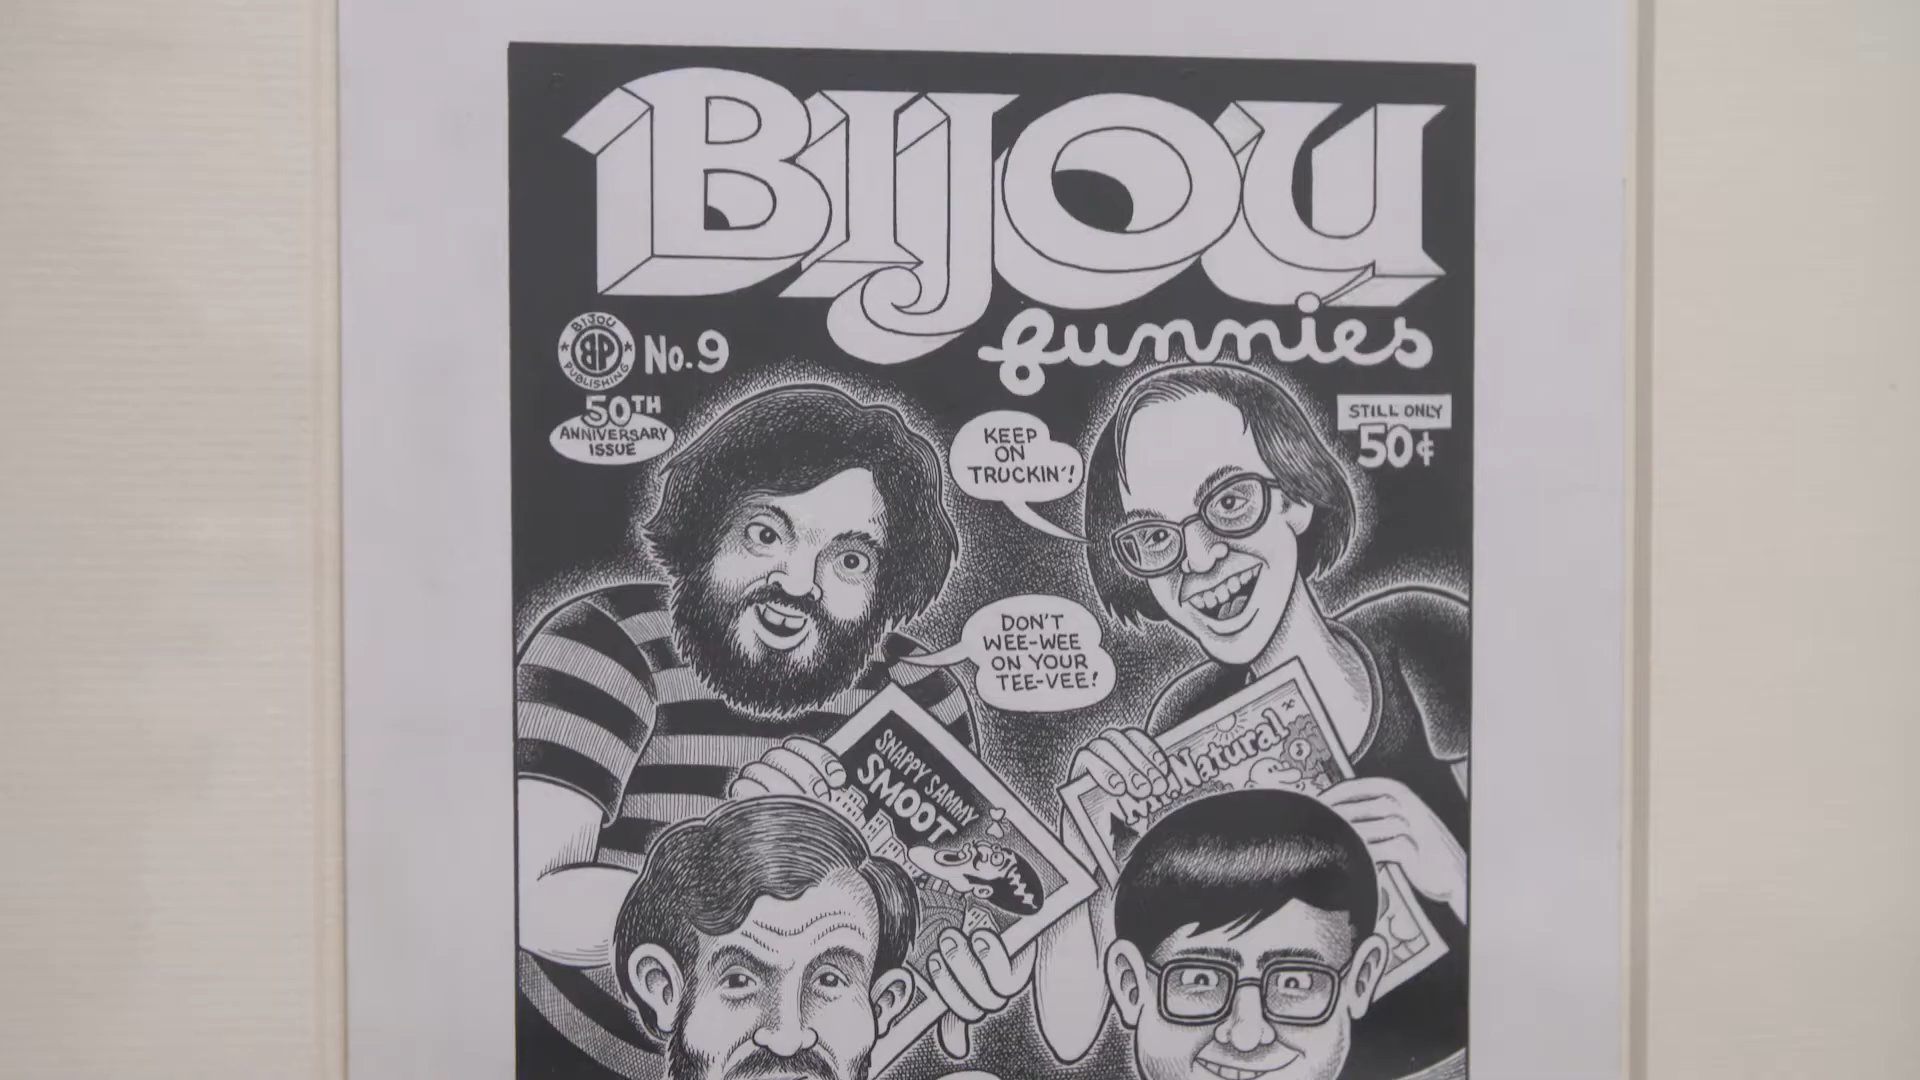 BIJOU
funnies
BIJOU
BP
PUBLISHING
No. 9
50TH
ANNIVERSARY
ISSUE
STILL ONLY
50¢
KEEP
ON
TRUCKIN'!
DON'T
WEE-WEE
ON YOUR
TEE-VEE!
SNAPPY SAMMY
SMOOT
Mr. Natural